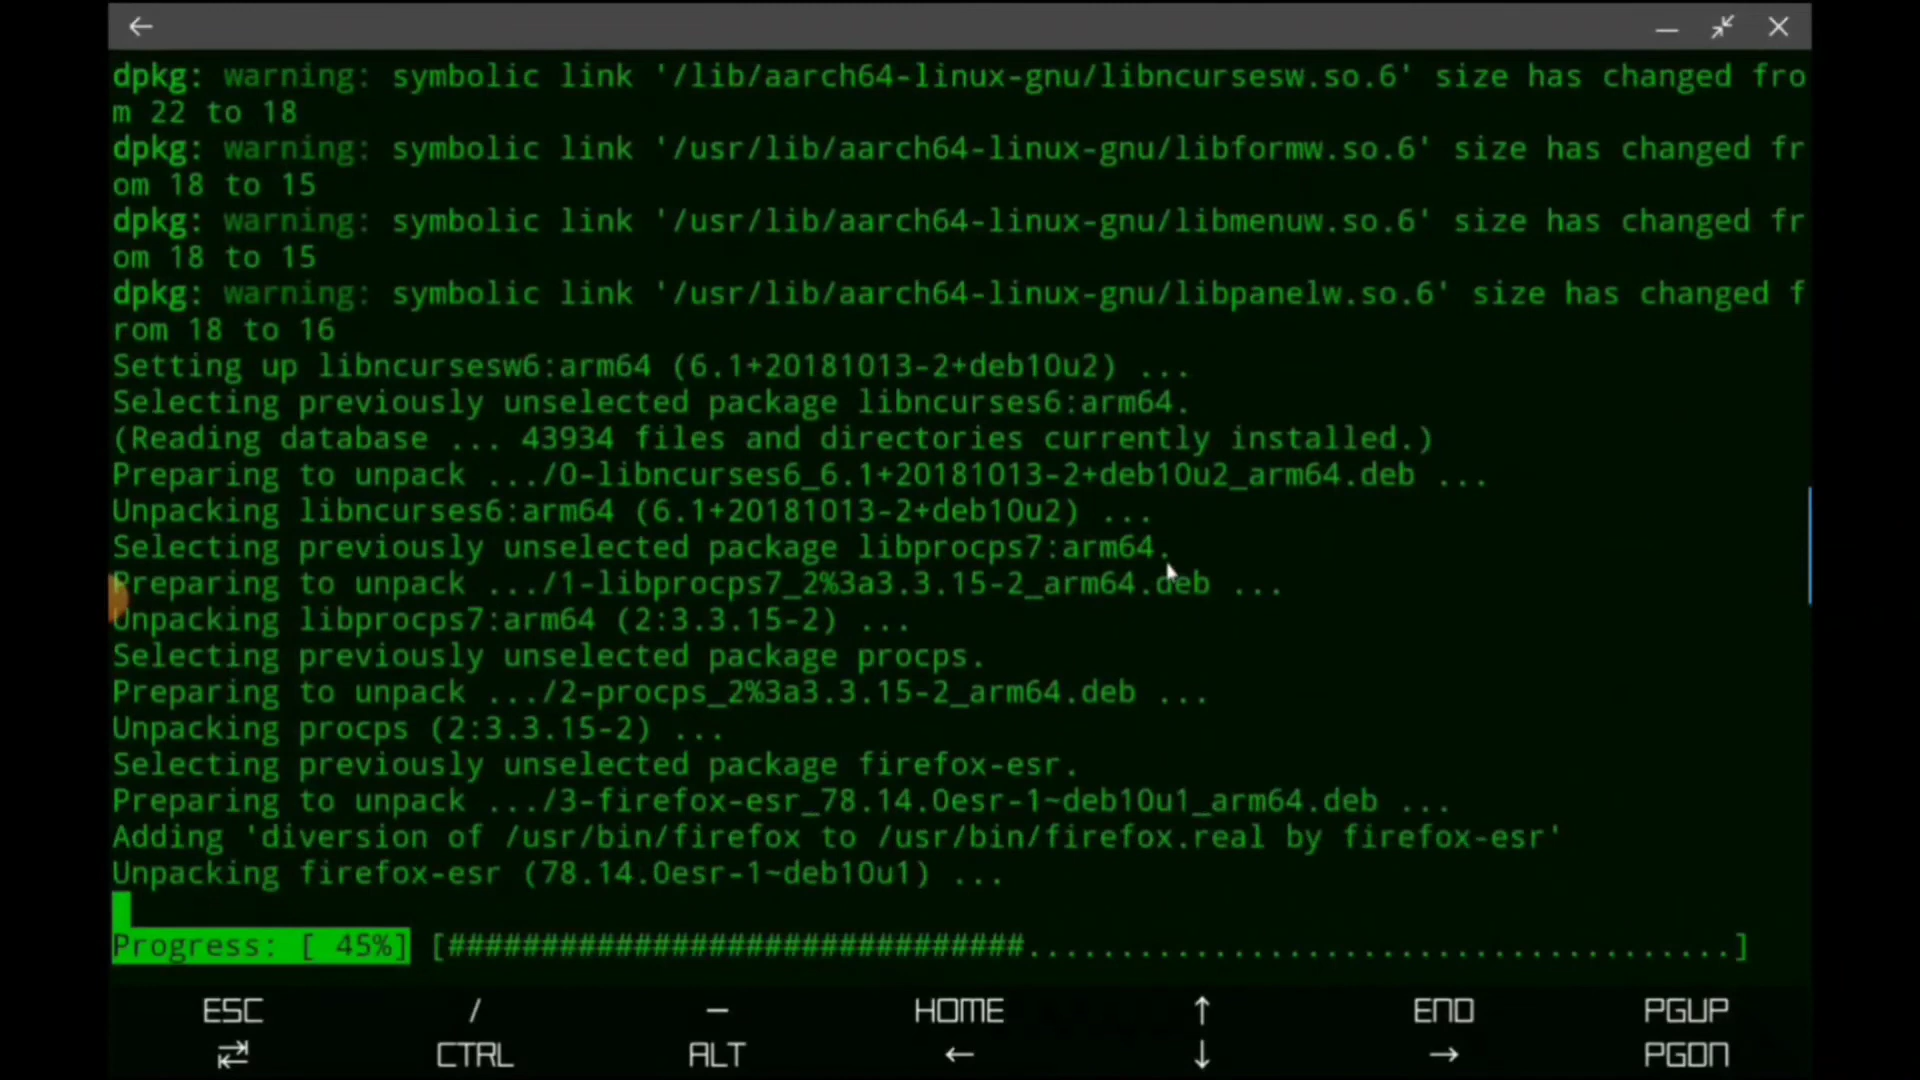 dpkg: warning: symbolic link '/lib/aarch64-linux-gnu/libncursesw.so.6' size has changed fro
m 22 to 18
dpkg: warning: symbolic link '/usr/lib/aarch64-linux-gnu/libformw.so.6' size has changed fr
om 18 to 15
dpkg: warning: symbolic link '/usr/lib/aarch64-linux-gnu/libmenuw.so.6' size has changed fr
om 18 to 15
dpkg: warning: symbolic link '/usr/lib/aarch64-linux-gnu/libpanelw.so.6' size has changed f
rom 18 to 16
Setting up libncursesw6:arm64 (6.1+20181013-2+deb10u2) ...
Selecting previously unselected package libncurses6:arm64.
(Reading database ... 43934 files and directories currently installed.)
Preparing to unpack .../0-libncurses6_6.1+20181013-2+deb10u2_arm64.deb ...
Unpacking libncurses6:arm64 (6.1+20181013-2+deb10u2) ...
Selecting previously unselected package libprocps7:arm64.
Preparing to unpack .../1-libprocps7_2%3a3.3.15-2_arm64.deb ...
Unpacking libprocps7:arm64 (2:3.3.15-2) ...
Selecting previously unselected package procps.
Preparing to unpack .../2-procps_2%3a3.3.15-2_arm64.deb ...
Unpacking procps (2:3.3.15-2) ...
Selecting previously unselected package firefox-esr.
Preparing to unpack .../3-firefox-esr_78.14.0esr-1~deb10u1_arm64.deb ...
Adding 'diversion of /usr/bin/firefox to /usr/bin/firefox.real by firefox-esr'
Unpacking firefox-esr (78.14.0esr-1~deb10u1) ...
Progress: [ 45%] [###############################......................................]
ESC / — HOME ↑ END PGUP
⇄ CTRL ALT ← ↓ → PGDN